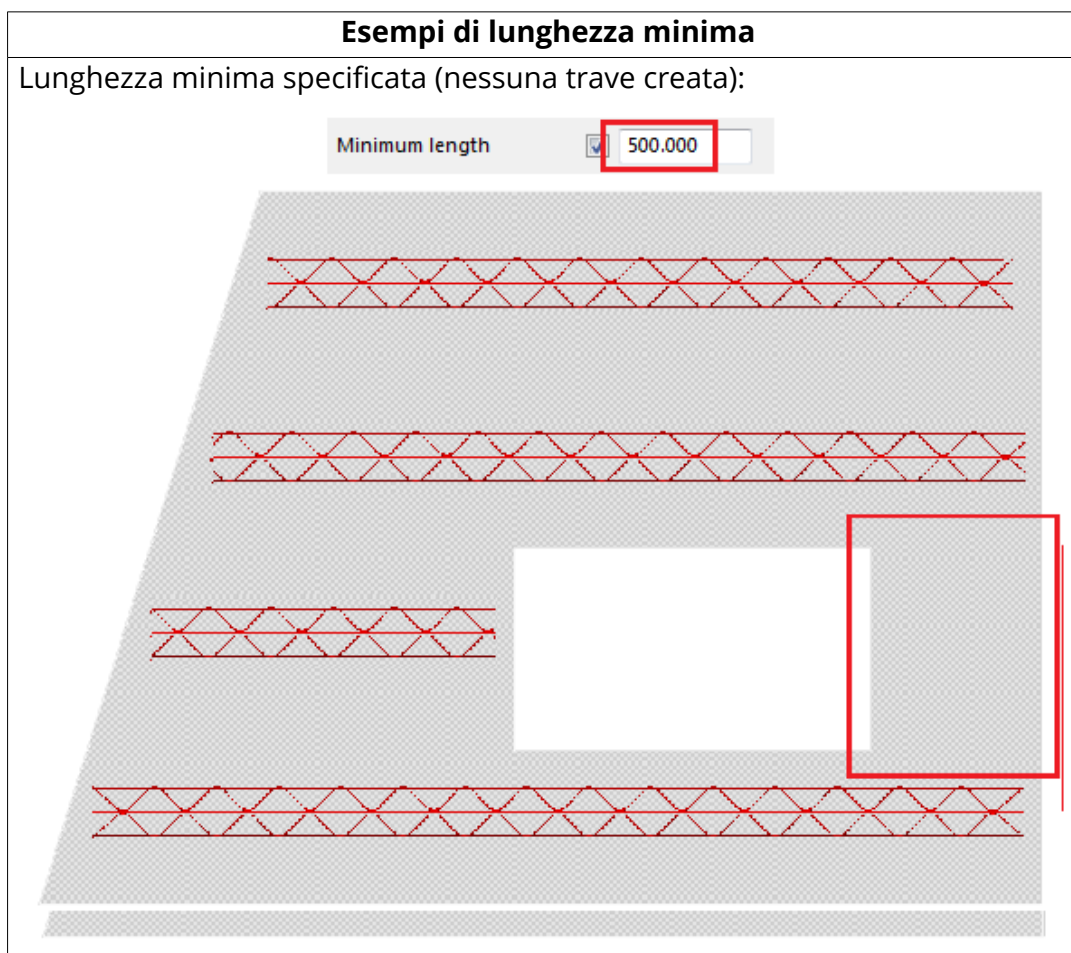 Esempi di lunghezza minima
Lunghezza minima specificata (nessuna trave creata):
Minimum length 500.000